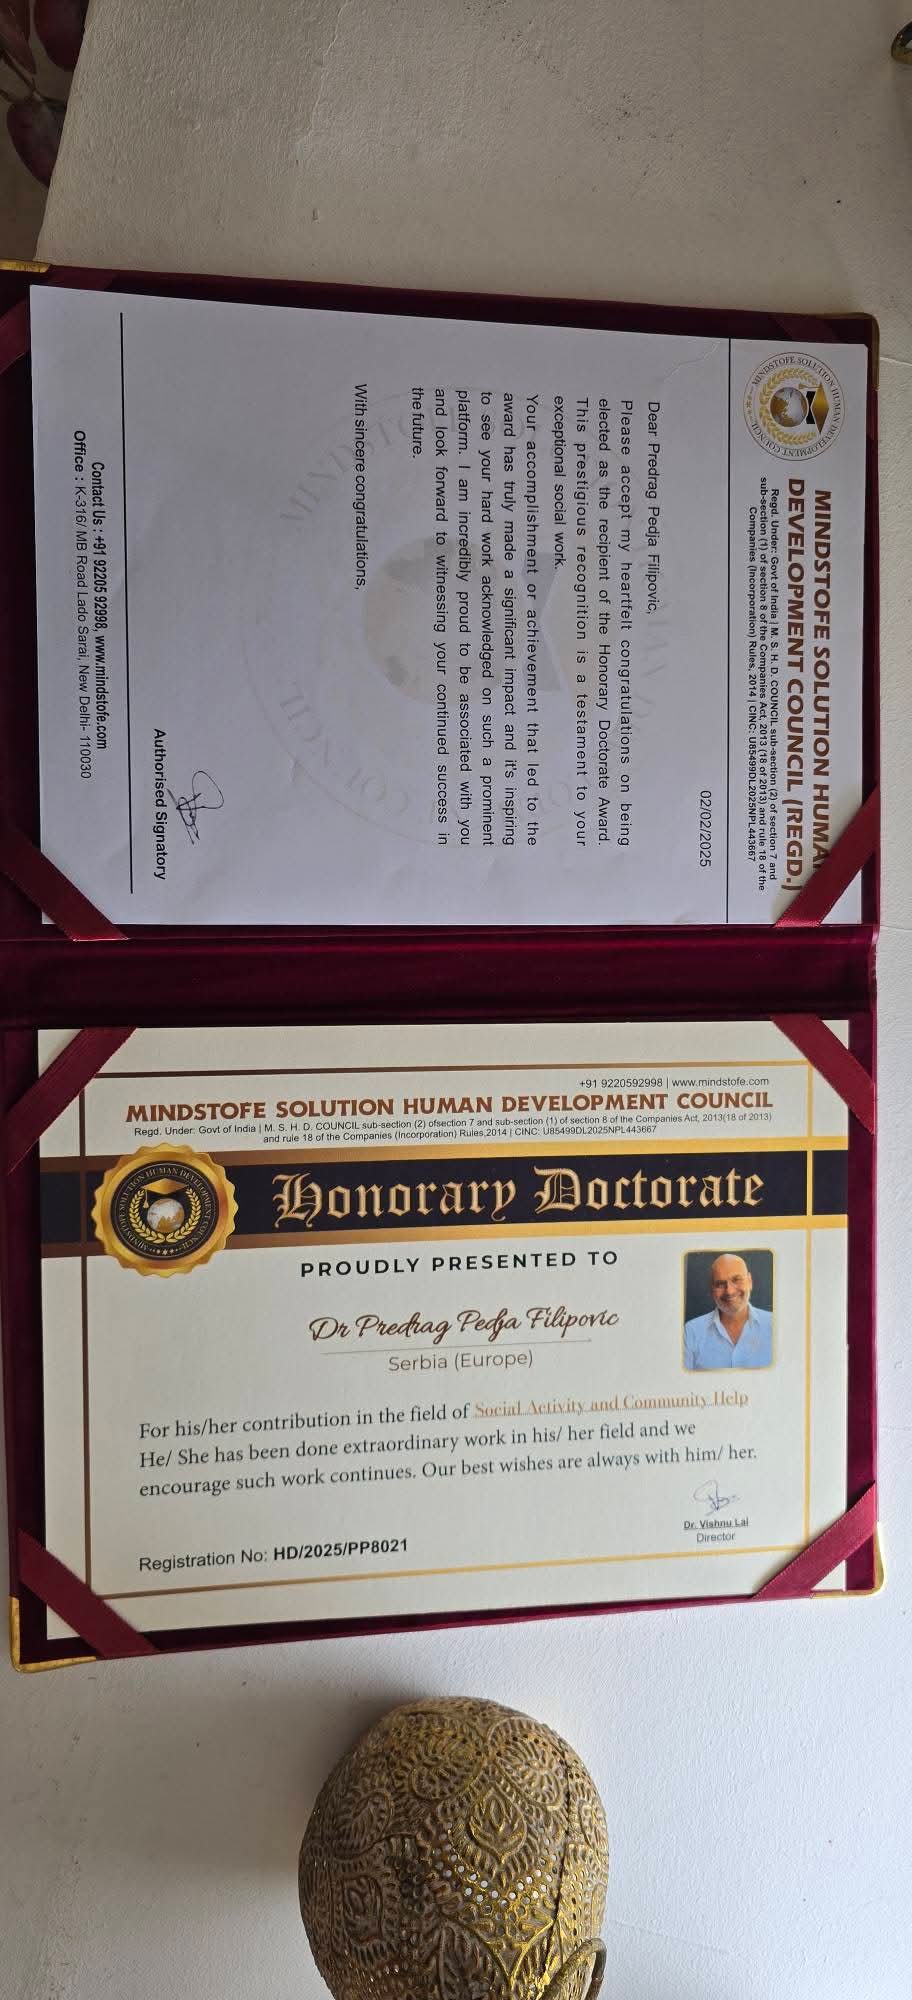 MINDSTOFE SOLUTION HUMAN DEVELOPMENT COUNCIL
MINDSTOFE SOLUTION HUMA
DEVELOPMENT COUNCIL (REGD.)
Regd. Under: Govt of India | M. S. H. D. COUNCIL sub-section (2) of section 7 and
sub-section (1) of section 8 of the Companies Act, 2013 (18 of 2013) and rule 18 of the
Companies (Incorporation) Rules, 2014 | CINC: U85499DL2025NPL443667
02/02/2025
Dear Predrag Pedja Filipovic,
Please accept my heartfelt congratulations on being
elected as the recipient of the Honorary Doctorate Award.
This prestigious recognition is a testament to your
exceptional social work.
Your accomplishment or achievement that led to the
award has truly made a significant impact and it's inspiring
to see your hard work acknowledged on such a prominent
platform. I am incredibly proud to be associated with you
and look forward to witnessing your continued success in
the future.
With sincere congratulations,
Authorised Signatory
Contact Us : +91 92205 92998, www.mindstofe.com
Office : K-316/ MB Road Lado Sarai, New Delhi- 110030
+91 9220592998 | www.mindstofe.com
MINDSTOFE SOLUTION HUMAN DEVELOPMENT COUNCIL
Regd. Under: Govt of India | M. S. H. D. COUNCIL sub-section (2) ofsection 7 and sub-section (1) of section 8 of the Companies Act, 2013(18 of 2013)
and rule 18 of the Companies (Incorporation) Rules,2014 | CINC: U85499DL2025NPL443667
MINDSTOFE SOLUTION HUMAN DEVELOPMENT COUNCIL
Honorary Doctorate
PROUDLY PRESENTED TO
Dr Predrag Pedja Filipovic
Serbia (Europe)
For his/her contribution in the field of Social Activity and Community Help
He/ She has been done extraordinary work in his/ her field and we
encourage such work continues. Our best wishes are always with him/ her.
Dr. Vishnu Lal
Director
Registration No: HD/2025/PP8021